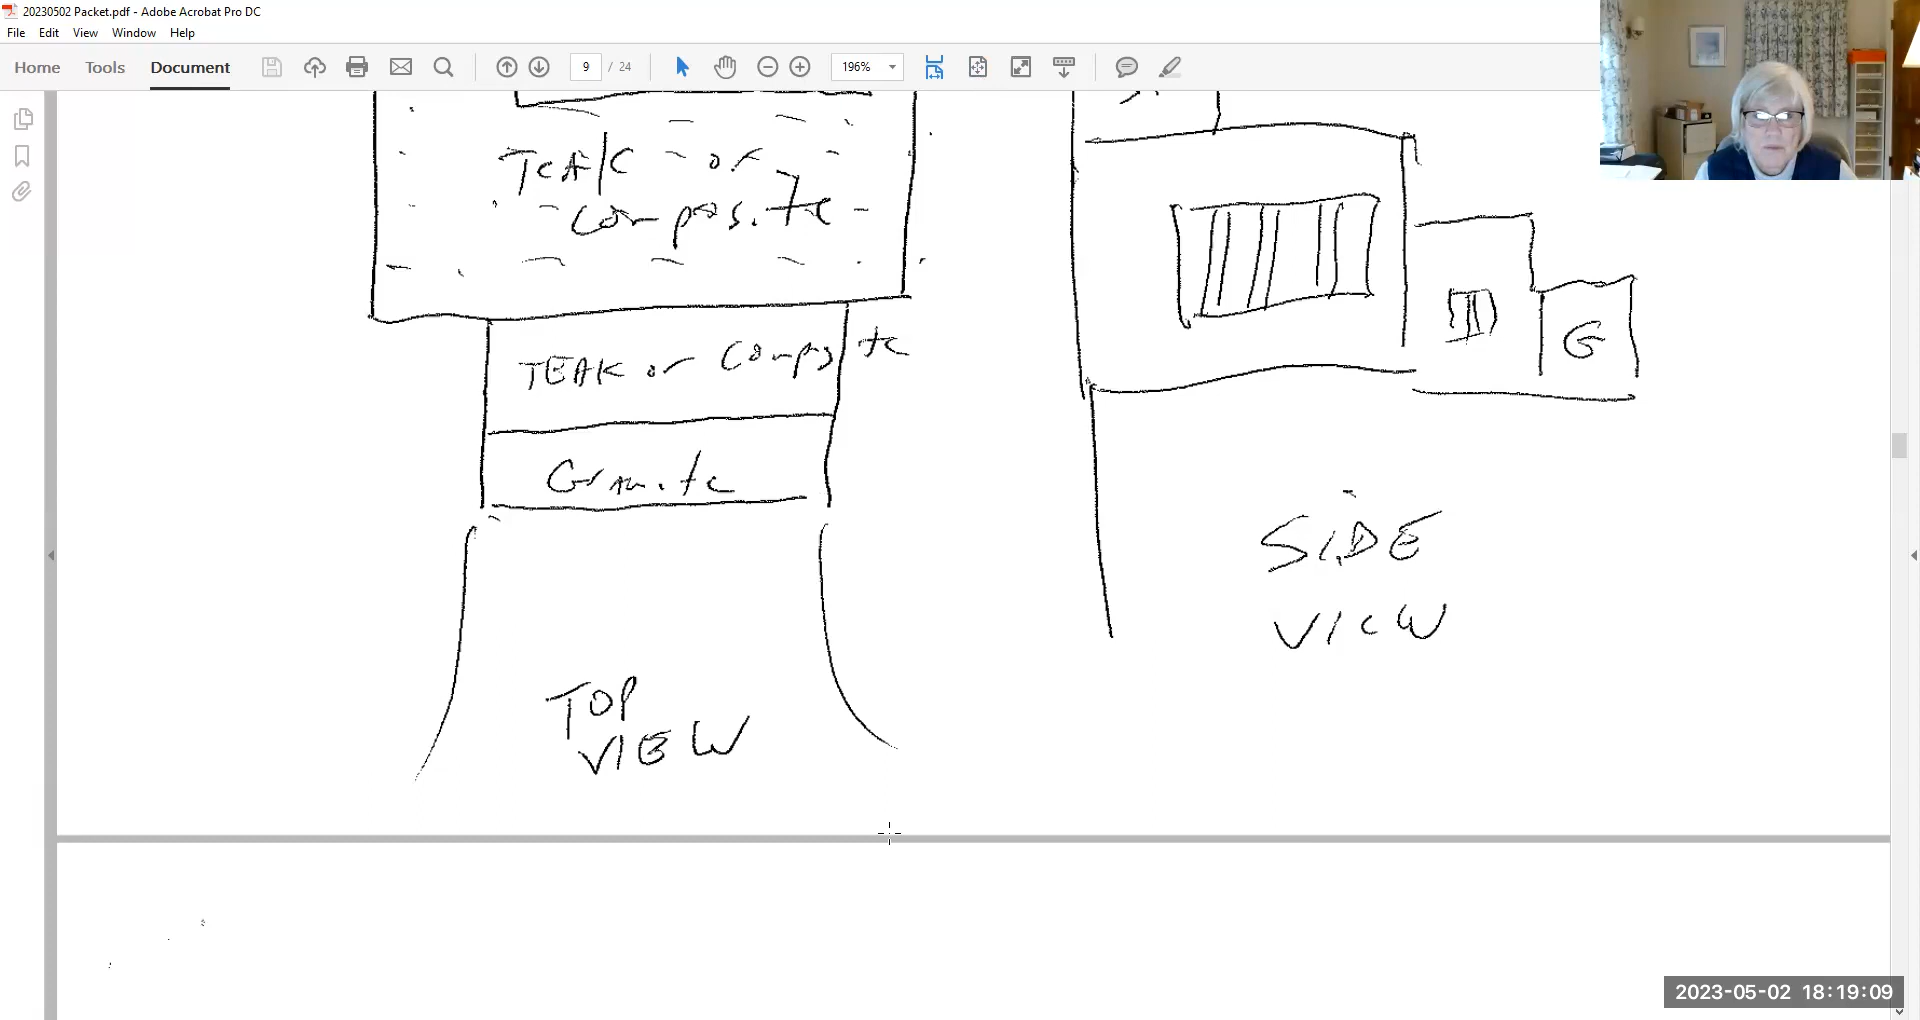 20230502 Packet.pdf - Adobe Acrobat Pro DC
File Edit View Window Help
Home Tools Document 9 / 24 196%
TEAK or
composite
TEAK or Composite
Granite
TOP
VIEW
G
SIDE
VIEW
2023-05-02 18:19:09